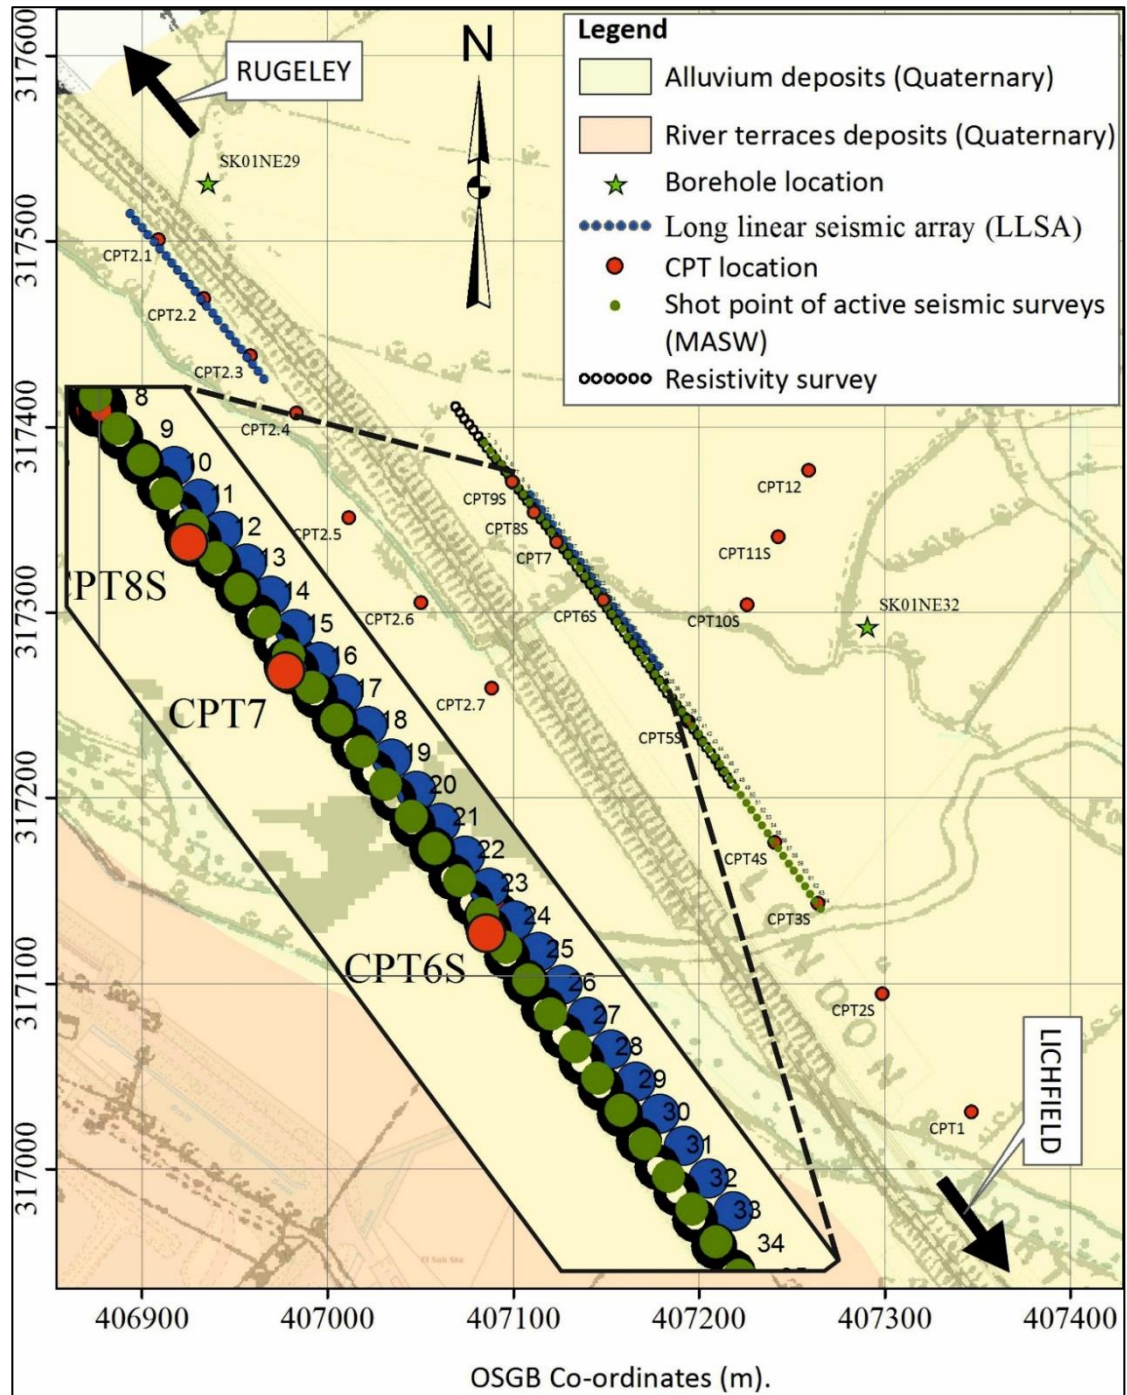 N
RUGELEY
Legend
Alluvium deposits (Quaternary)
River terraces deposits (Quaternary)
Borehole location
Long linear seismic array (LLSA)
CPT location
Shot point of active seismic surveys
(MASW)
Resistivity survey
SK01NE29
CPT2.1
CPT2.2
CPT2.3
CPT2.4
CPT2.5
CPT2.6
CPT2.7
CPT9S
CPT8S
CPT7
CPT6S
CPT5S
CPT4S
CPT3S
CPT2S
CPT1
CPT12
CPT11S
CPT10S
SK01NE32
8
9
10
11
12
13
14
15
16
17
18
19
20
21
22
23
24
25
26
27
28
29
30
31
32
33
34
CPT8S
CPT7
CPT6S
LONDON
LICHFIELD
317600
317500
317400
317300
317200
317100
317000
406900
407000
407100
407200
407300
407400
OSGB Co-ordinates (m).